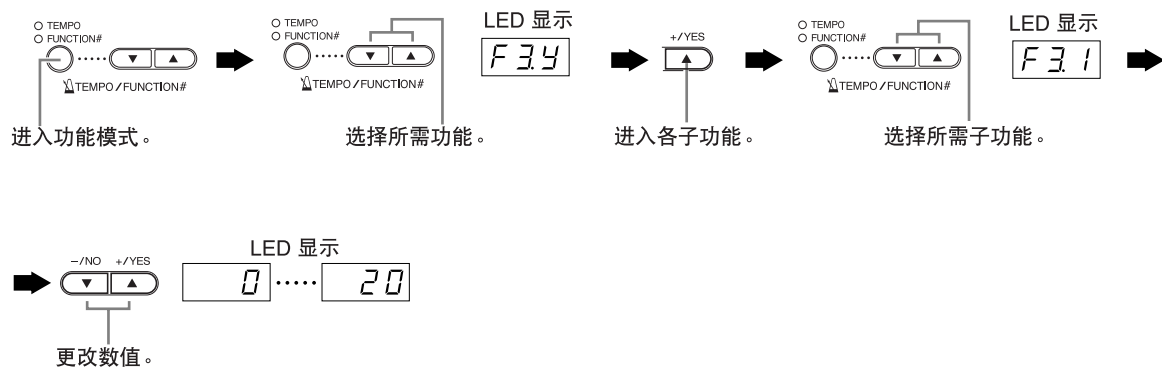 TEMPO
FUNCTION#
TEMPO/FUNCTION#
进入功能模式。
TEMPO
FUNCTION#
TEMPO/FUNCTION#
选择所需功能。
LED 显示
F 3.Y
+/YES
进入各子功能。
TEMPO
FUNCTION#
TEMPO/FUNCTION#
选择所需子功能。
LED 显示
F 3.1
-/NO +/YES
更改数值。
LED 显示
0 ····· 20